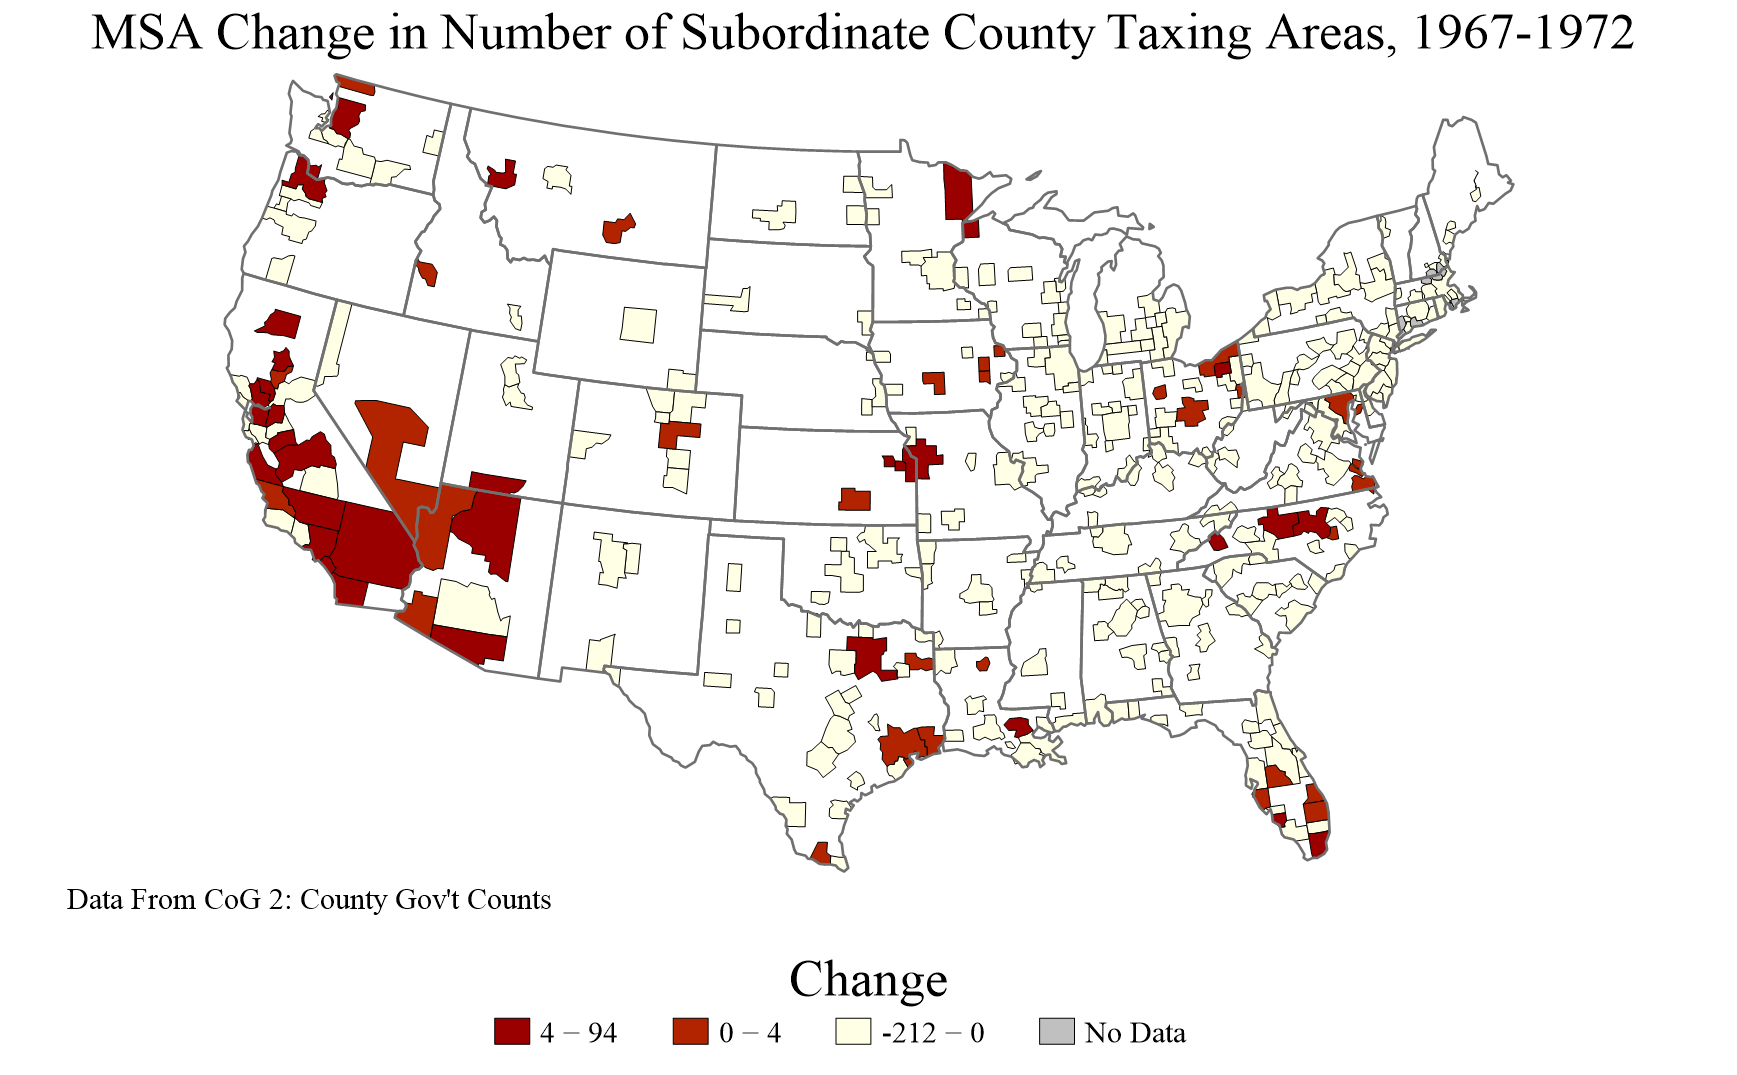 MSA Change in Number of Subordinate County Taxing Areas, 1967-1972
Data From CoG 2: County Gov't Counts
Change
4 – 94
0 – 4
-212 – 0
No Data